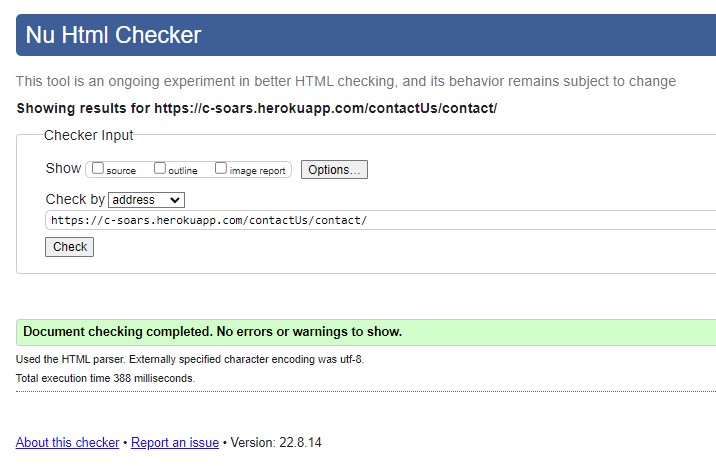 Nu Html Checker
This tool is an ongoing experiment in better HTML checking, and its behavior remains subject to change
Showing results for https://c-soars.herokuapp.com/contactUs/contact/
Checker Input
Show source outline image report Options...
Check by address
https://c-soars.herokuapp.com/contactUs/contact/
Check
Document checking completed. No errors or warnings to show.
Used the HTML parser. Externally specified character encoding was utf-8.
Total execution time 388 milliseconds.
About this checker • Report an issue • Version: 22.8.14